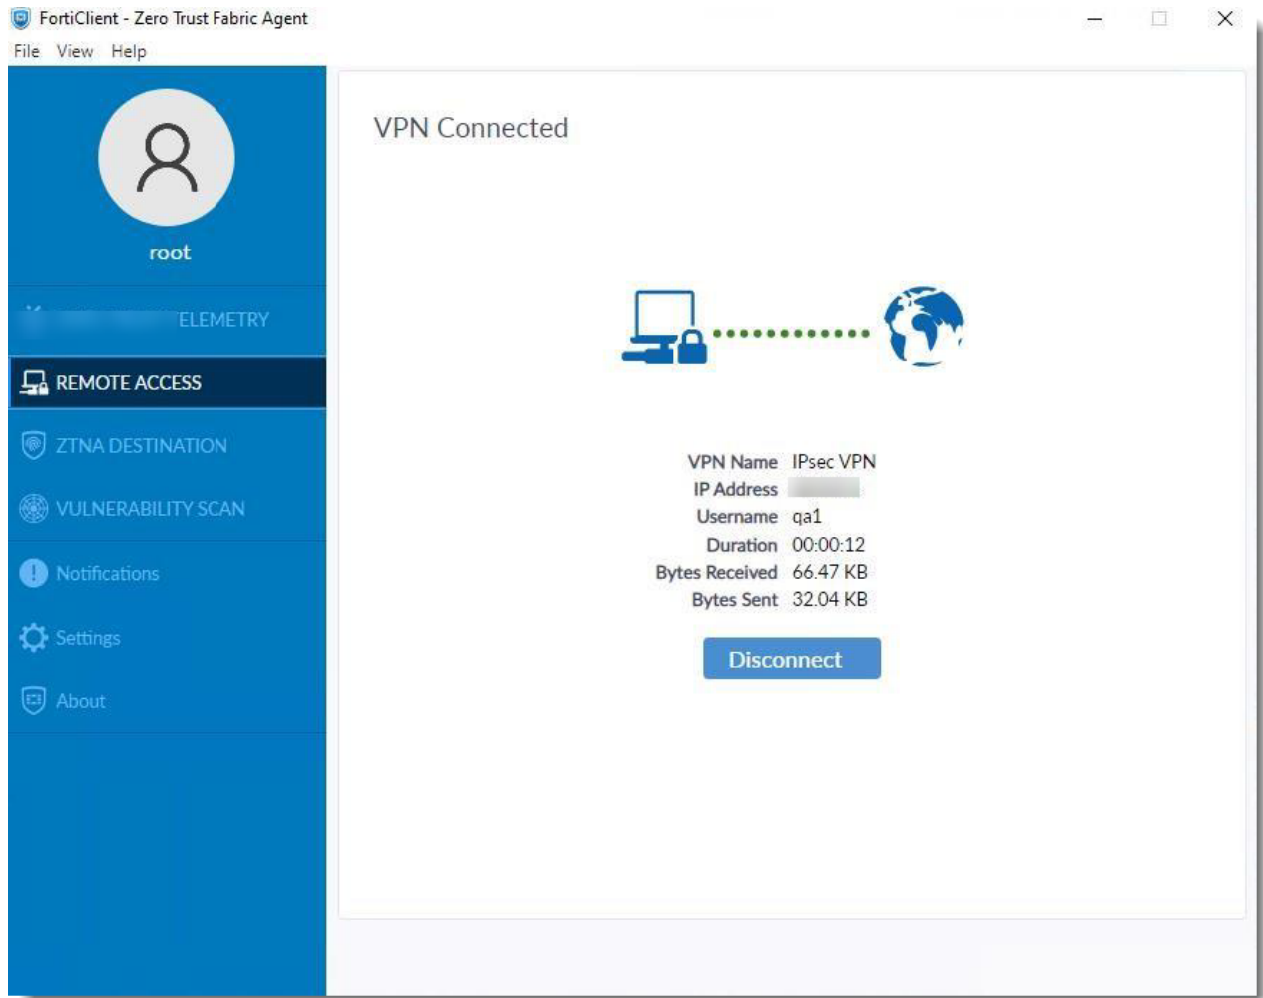 FortiClient - Zero Trust Fabric Agent
File View Help
root
ELEMETRY
REMOTE ACCESS
ZTNA DESTINATION
VULNERABILITY SCAN
Notifications
Settings
About
VPN Connected
VPN Name IPsec VPN
IP Address
Username qa1
Duration 00:00:12
Bytes Received 66.47 KB
Bytes Sent 32.04 KB
Disconnect